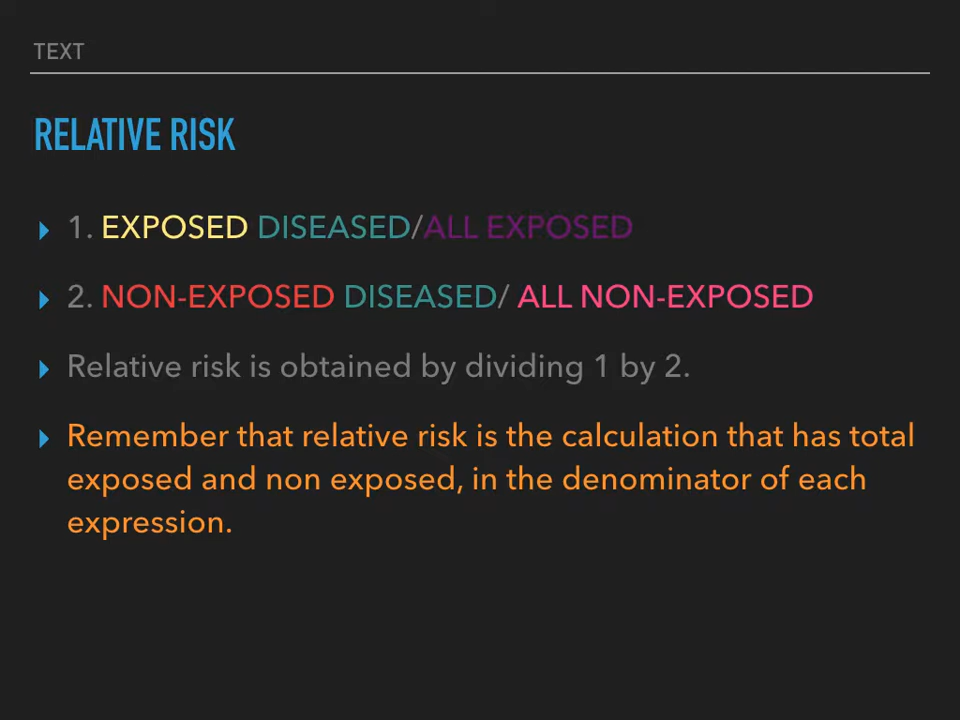 TEXT
RELATIVE RISK
▸ 1. EXPOSED DISEASED/ALL EXPOSED
▸ 2. NON-EXPOSED DISEASED/ ALL NON-EXPOSED
▸ Relative risk is obtained by dividing 1 by 2.
▸ Remember that relative risk is the calculation that has total
exposed and non exposed, in the denominator of each
expression.